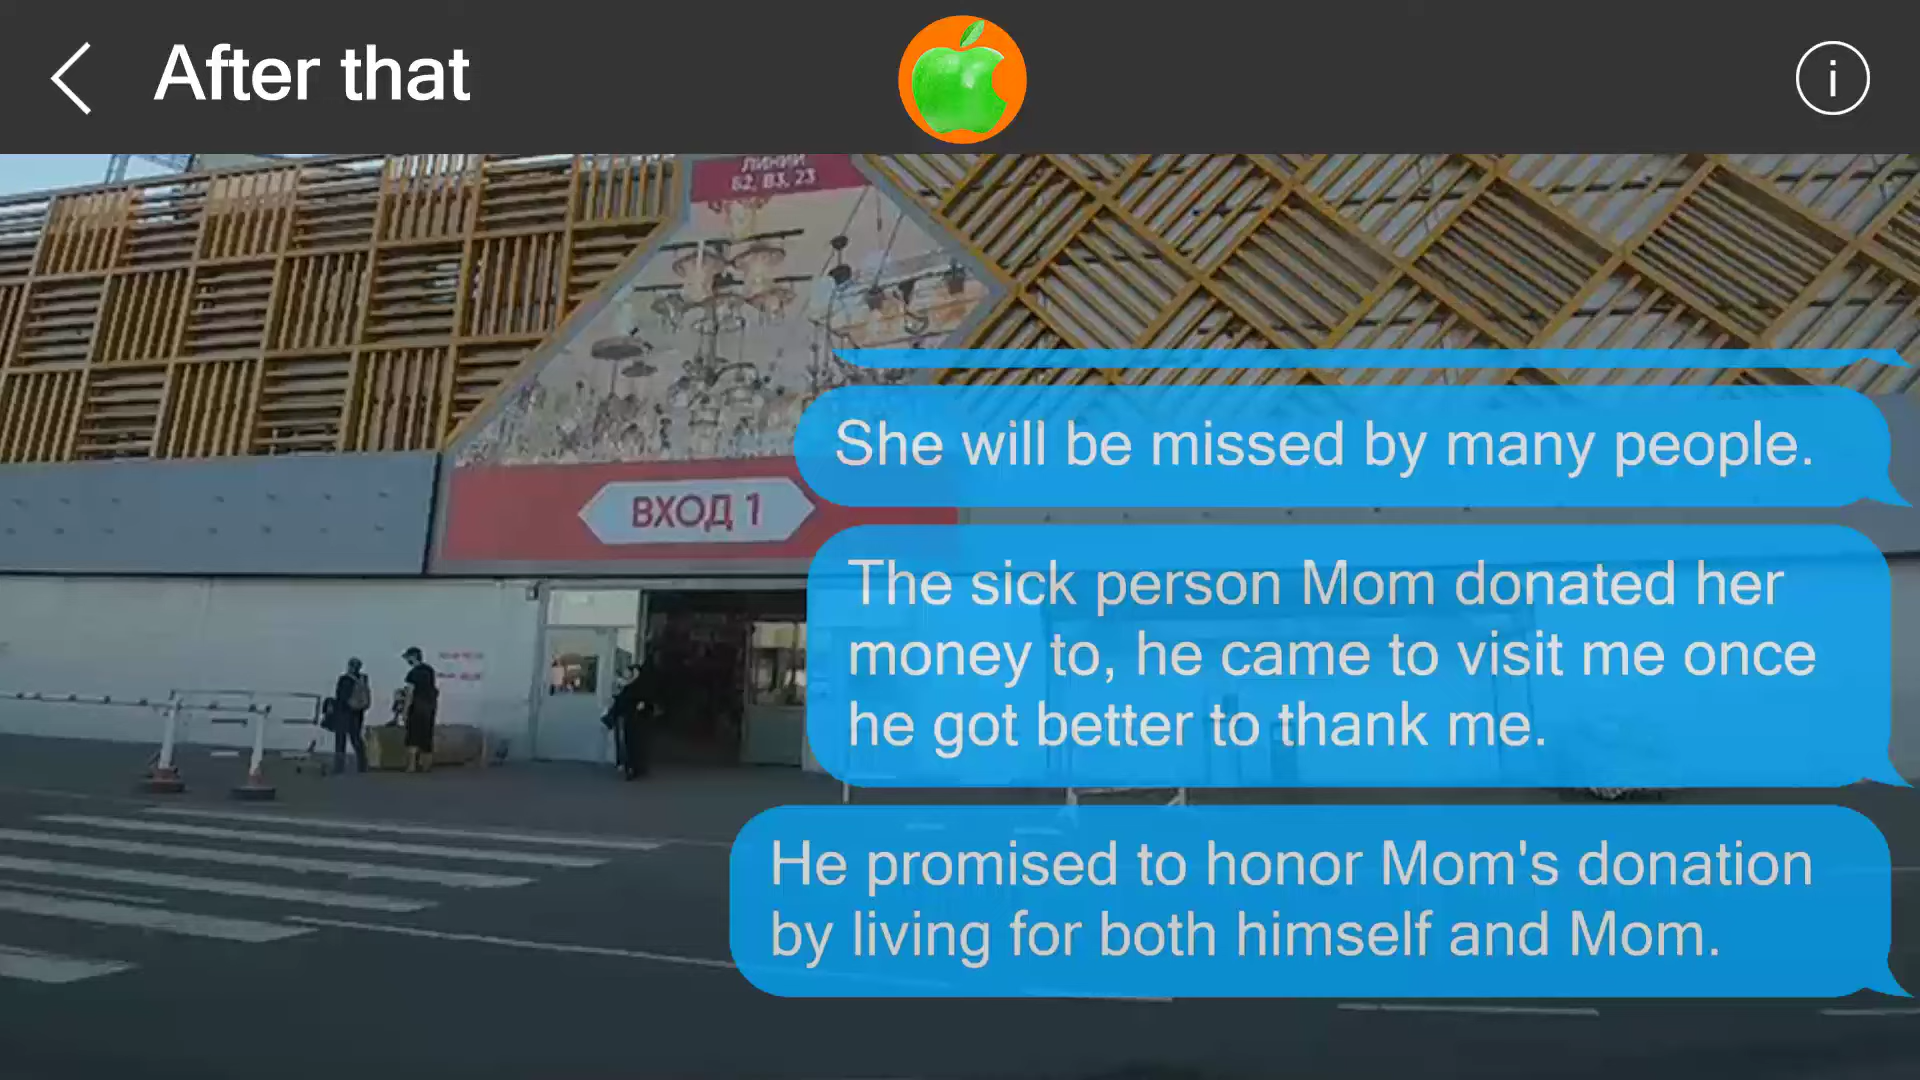 After that
i
ЛИНИИ
Б2, В3, 23
ВХОД 1
She will be missed by many people.
The sick person Mom donated her
money to, he came to visit me once
he got better to thank me.
He promised to honor Mom's donation
by living for both himself and Mom.